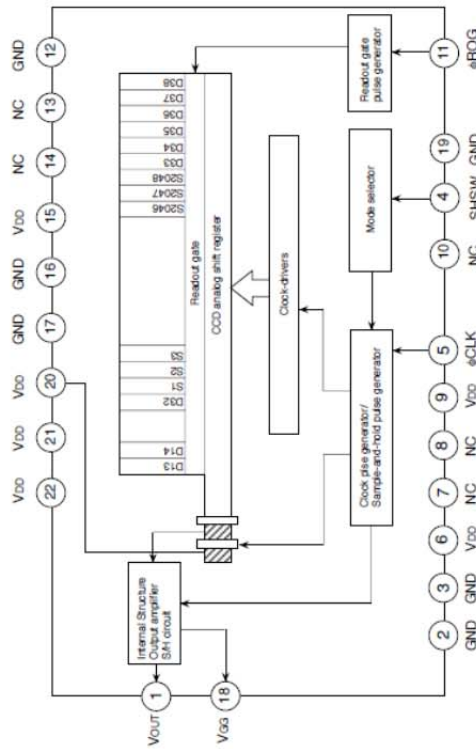 VDD 22
VDD 21
VDD 20
GND 17
GND 16
VDD 15
NC 14
NC 13
GND 12
D13
D14
D32
S1
S2
S3
S2046
S2047
S2048
D33
D34
D35
D36
D37
D38
Readout gate
CCD analog shift register
Internal Structure
Output amplifier
S/H circuit
VOUT 1
VGG 18
Clock-drivers
Clock plse generator/
Sample-and-hold pulse generator
Mode selector
Readout gate
pulse generator
2 GND
3 GND
6 VDD
7 NC
8 NC
9 VDD
5 φCLK
10 NC
4 SHSW
19 GND
11 φROG